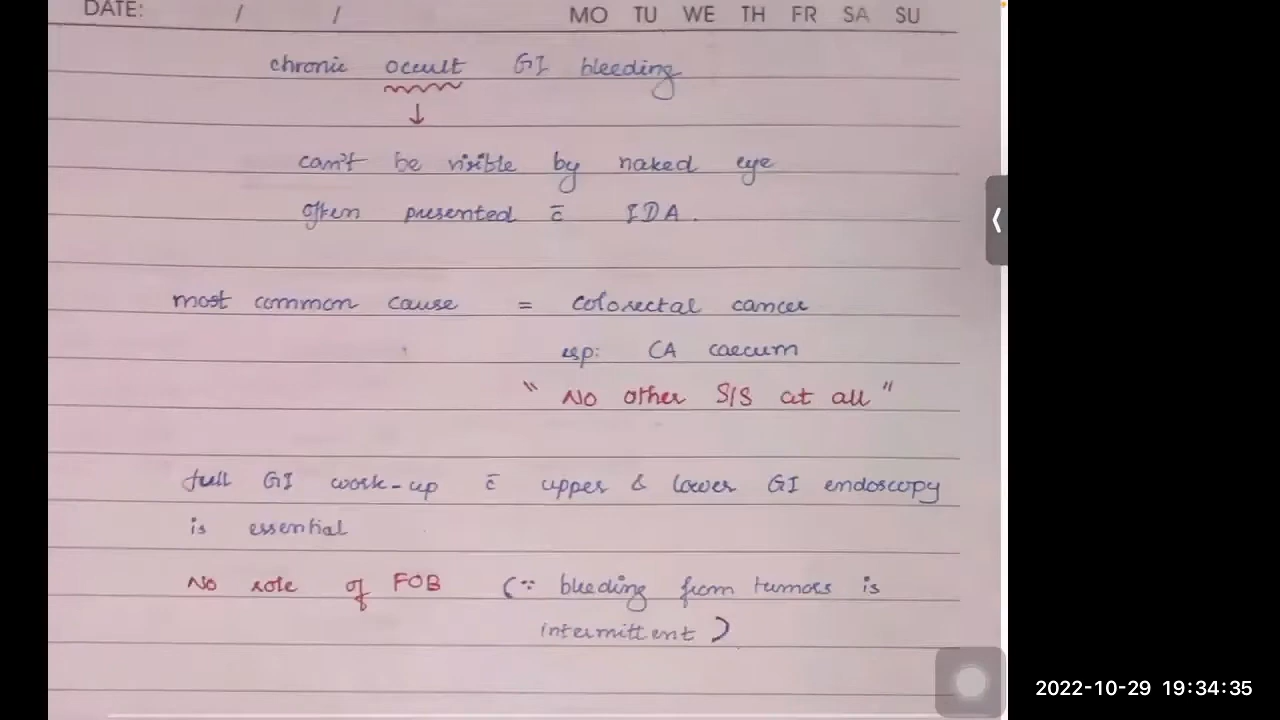 DATE: / / MO TU WE TH FR SA SU
chronic occult GI bleeding
↓
can't be visible by naked eye
often presented c̄ IDA.
most common cause = colorectal cancer
esp: CA caecum
" No other S/S at all "
full GI work-up c̄ upper & lower GI endoscopy
is essential
No role of FOB (∵ bleeding from tumors is
intermittent )
2022-10-29 19:34:35